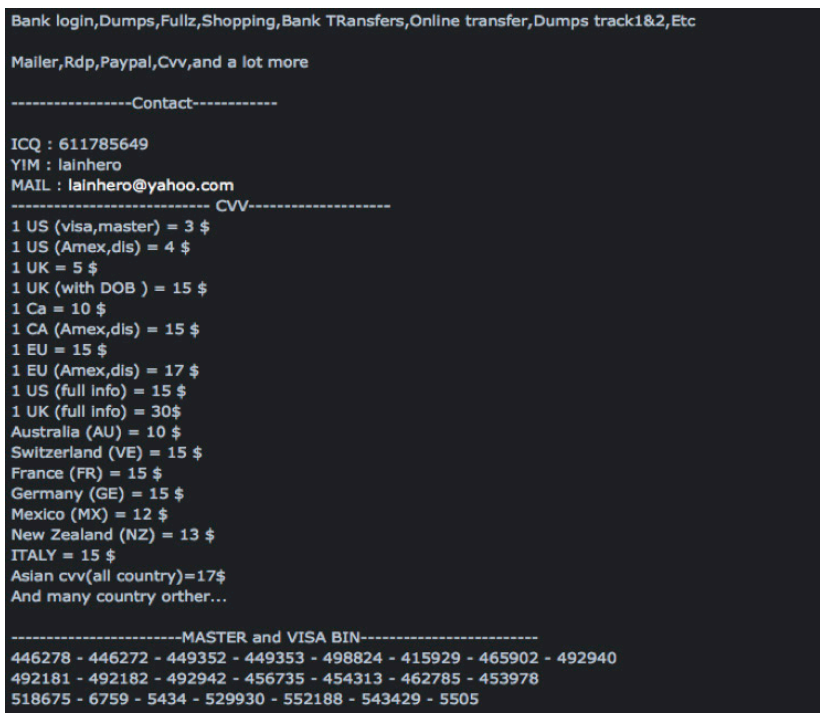 Bank login,Dumps,Fullz,Shopping,Bank TRansfers,Online transfer,Dumps track1&2,Etc
Mailer,Rdp,Paypal,Cvv,and a lot more
-----------------Contact------------
ICQ : 611785649
Y!M : lainhero
MAIL : lainhero@yahoo.com
---------------------------- CVV--------------------
1 US (visa,master) = 3 $
1 US (Amex,dis) = 4 $
1 UK = 5 $
1 UK (with DOB ) = 15 $
1 Ca = 10 $
1 CA (Amex,dis) = 15 $
1 EU = 15 $
1 EU (Amex,dis) = 17 $
1 US (full info) = 15 $
1 UK (full info) = 30$
Australia (AU) = 10 $
Switzerland (VE) = 15 $
France (FR) = 15 $
Germany (GE) = 15 $
Mexico (MX) = 12 $
New Zealand (NZ) = 13 $
ITALY = 15 $
Asian cvv(all country)=17$
And many country orther...
------------------------MASTER and VISA BIN-------------------------
446278 - 446272 - 449352 - 449353 - 498824 - 415929 - 465902 - 492940
492181 - 492182 - 492942 - 456735 - 454313 - 462785 - 453978
518675 - 6759 - 5434 - 529930 - 552188 - 543429 - 5505